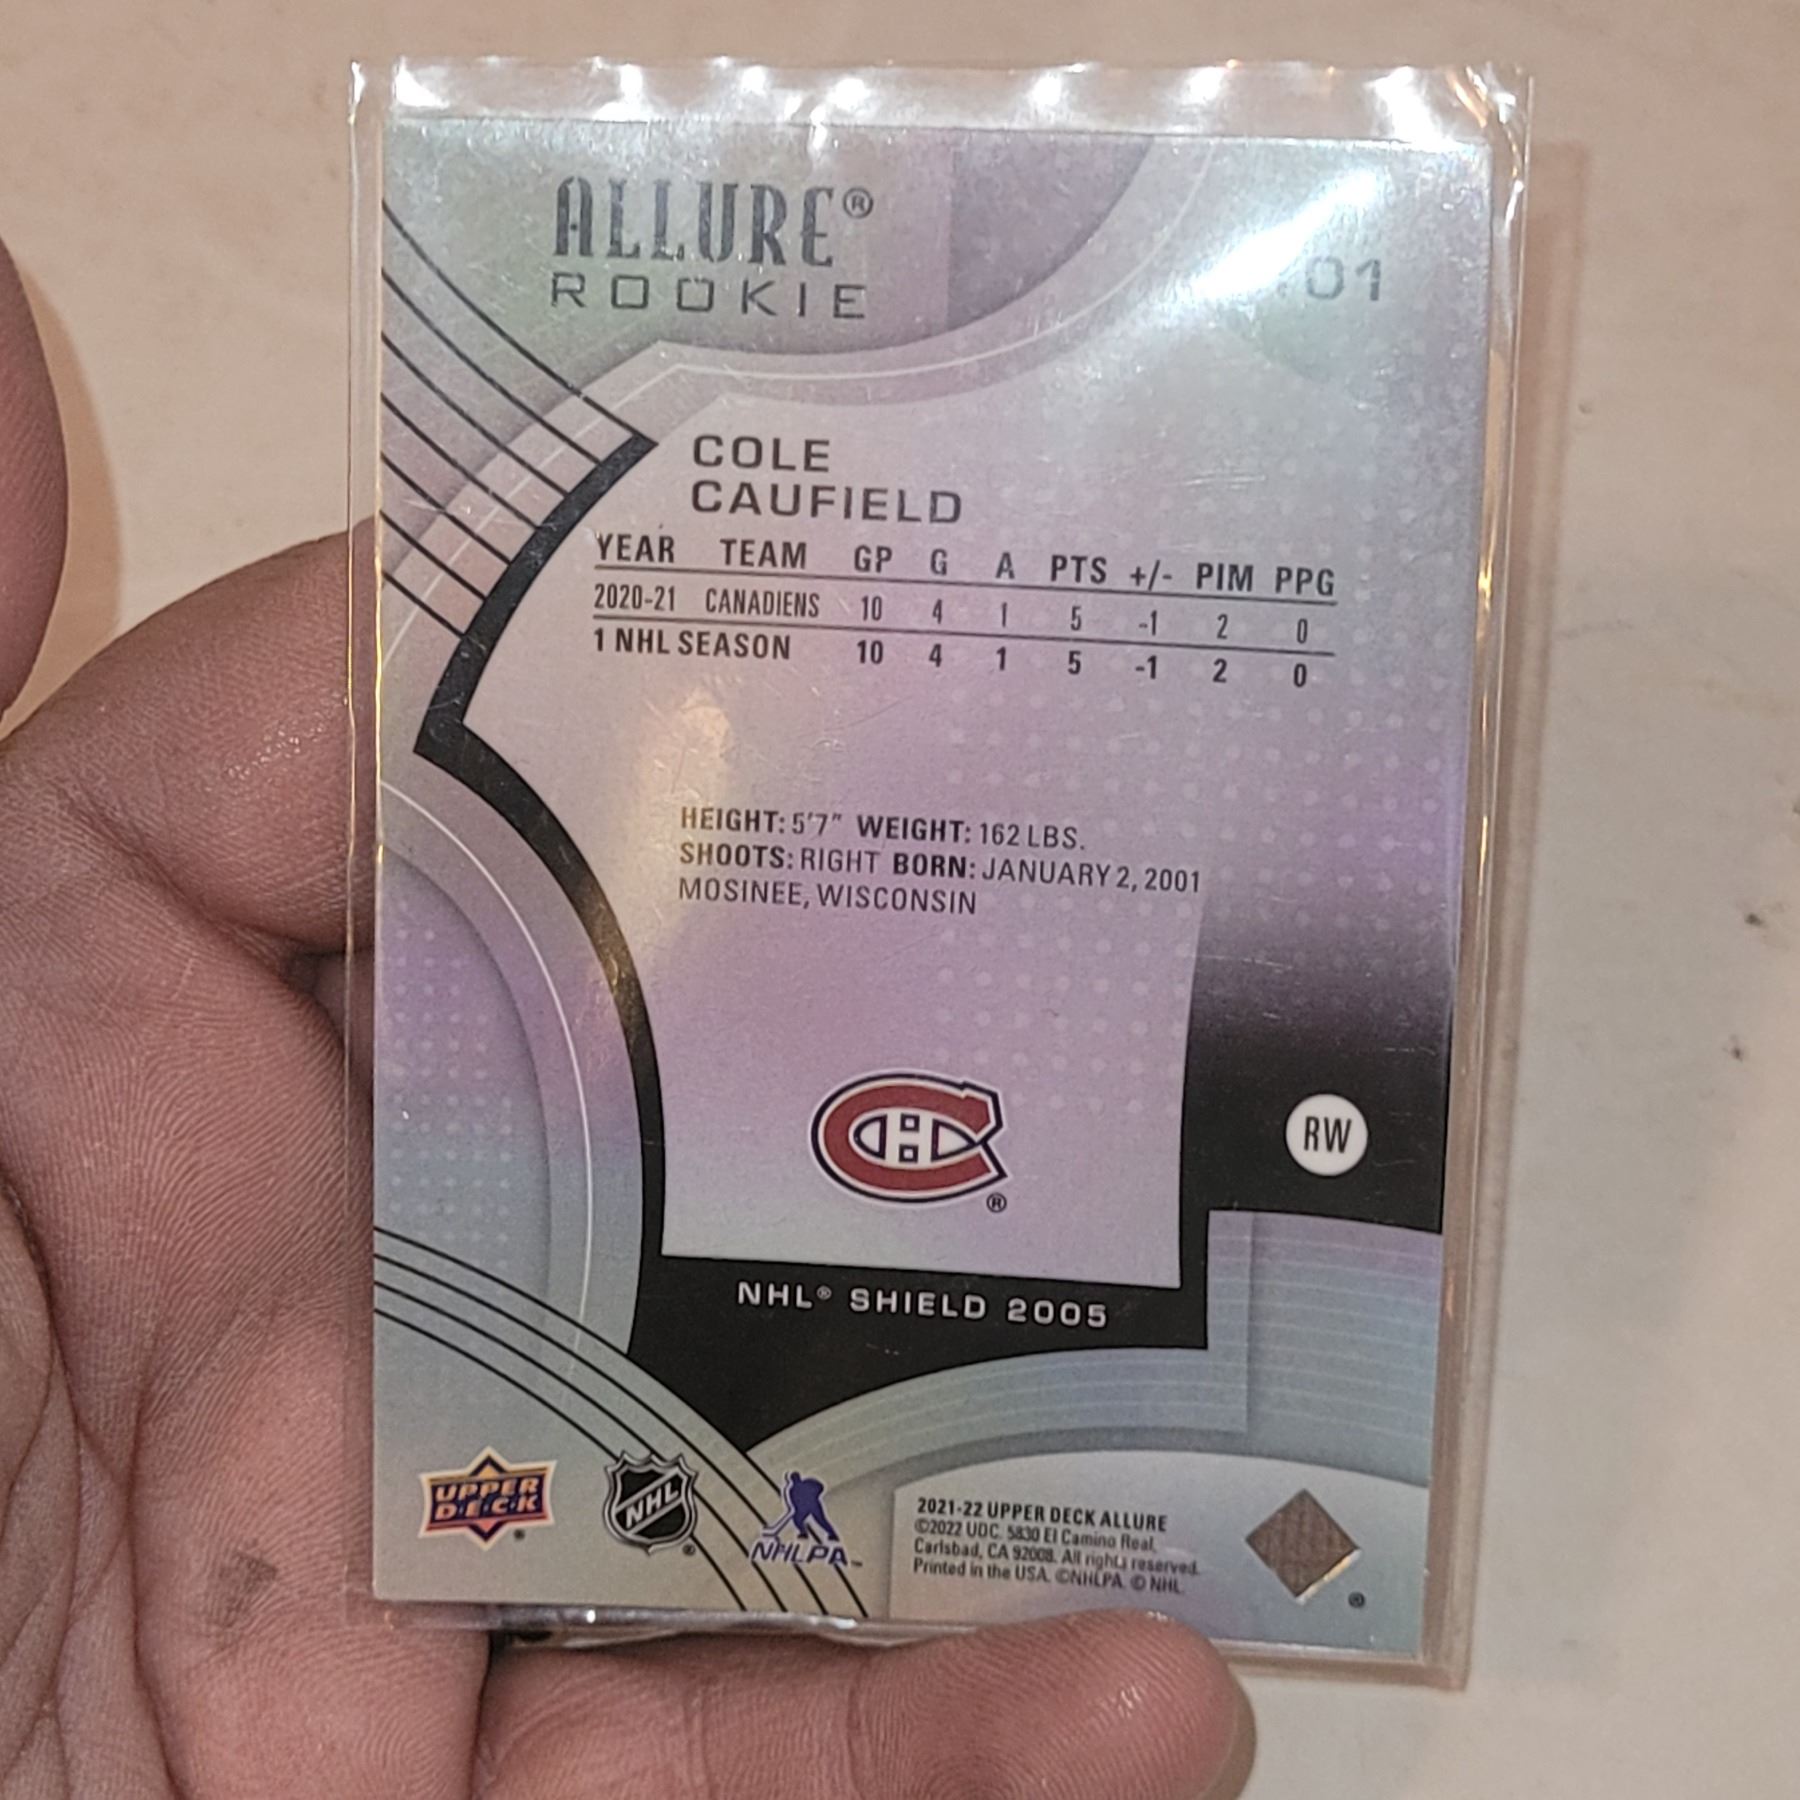 ALLURE®
ROOKIE
01
COLE
CAUFIELD
YEAR TEAM GP G A PTS +/- PIM PPG
2020-21 CANADIENS 10 4 1 5 -1 2 0
1 NHL SEASON 10 4 1 5 -1 2 0
HEIGHT: 5'7" WEIGHT: 162 LBS.
SHOOTS: RIGHT BORN: JANUARY 2, 2001
MOSINEE, WISCONSIN
CH
®
RW
NHL® SHIELD 2005
UPPER
DECK
®
NHL
®
NHLPA™
2021-22 UPPER DECK ALLURE
©2022 UDC. 5830 El Camino Real,
Carlsbad, CA 92008. All rights reserved.
Printed in the USA. ©NHLPA. © NHL.
®